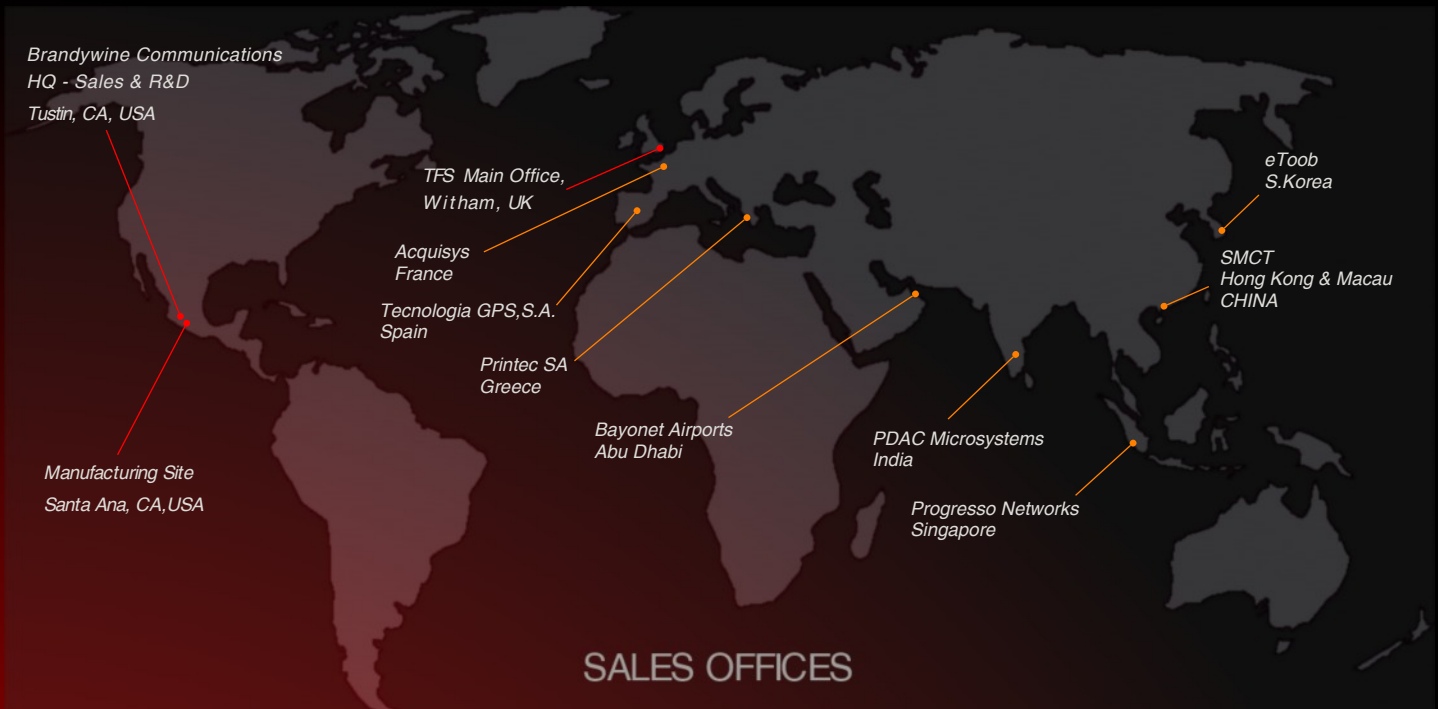 Brandywine Communications
HQ - Sales & R&D
Tustin, CA, USA
TFS Main Office,
Witham, UK
Acquisys
France
Tecnologia GPS,S.A.
Spain
Printec SA
Greece
Bayonet Airports
Abu Dhabi
PDAC Microsystems
India
Progresso Networks
Singapore
eToob
S.Korea
SMCT
Hong Kong & Macau
CHINA
Manufacturing Site
Santa Ana, CA,USA
SALES OFFICES